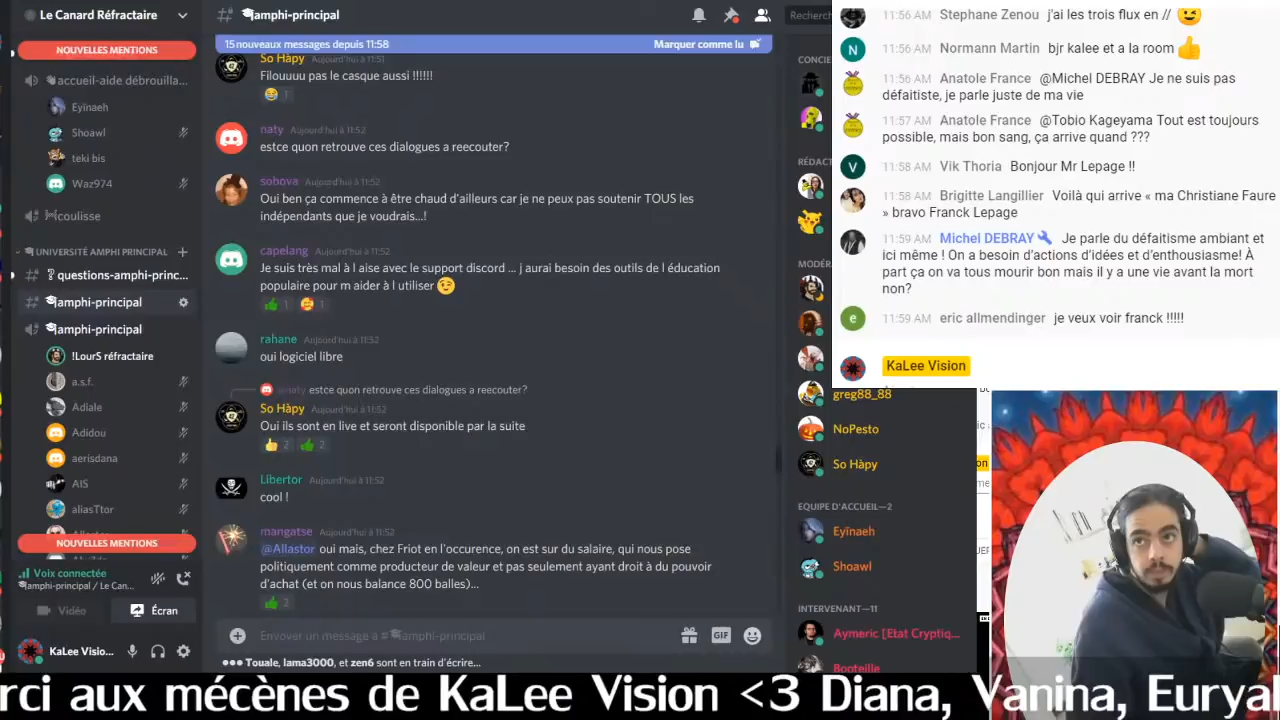 Le Canard Réfractaire
NOUVELLES MENTIONS
accueil-aide débrouilla...
Eyïnaeh
Shoawl
teki bis
Waz974
coulisse
UNIVERSITÉ AMPHI PRINCIPAL
questions-amphi-princ...
amphi-principal
amphi-principal
!LourS réfractaire
a.s.f.
Adiale
Adidou
aerisdana
AIS
aliasTtor
NOUVELLES MENTIONS
Voix connectée
amphi-principal / Le Can...
Vidéo
Écran
KaLee Visio...
amphi-principal
Recherc
15 nouveaux messages depuis 11:58
Marquer comme lu
So Hàpy Aujourd'hui à 11:51
Filouuuu pas le casque aussi !!!!!!
1
naty Aujourd'hui à 11:52
estce quon retrouve ces dialogues a reecouter?
sobova Aujourd'hui à 11:52
Oui ben ça commence à être chaud d'ailleurs car je ne peux pas soutenir TOUS les
indépendants que je voudrais...!
capelang Aujourd'hui à 11:52
Je suis très mal à l aise avec le support discord ... j aurai besoin des outils de l éducation
populaire pour m aider à l utiliser
1 1
rahane Aujourd'hui à 11:52
oui logiciel libre
estce quon retrouve ces dialogues a reecouter?
So Hàpy Aujourd'hui à 11:52
Oui ils sont en live et seront disponible par la suite
2 2
Libertor Aujourd'hui à 11:52
cool !
mangatse Aujourd'hui à 11:52
@Allastor oui mais, chez Friot en l'occurence, on est sur du salaire, qui nous pose
politiquement comme producteur de valeur et pas seulement ayant droit à du pouvoir
d'achat (et on nous balance 800 balles)...
2
Envoyer un message à # amphi-principal
GIF
Touale, lama3000, et zen6 sont en train d'écrire...
CONCIE
RÉDACT
MODÉR
greg88_88
NoPesto
So Hàpy
EQUIPE D'ACCUEIL—2
Eyïnaeh
Shoawl
INTERVENANT—11
Aymeric [Etat Cryptiq...
Bopteille
11:56 AM Stephane Zenou j'ai les trois flux en //
N
11:56 AM Normann Martin bjr kalee et a la room
11:56 AM Anatole France @Michel DEBRAY Je ne suis pas
défaitiste, je parle juste de ma vie
11:57 AM Anatole France @Tobio Kageyama Tout est toujours
possible, mais bon sang, ça arrive quand ???
V
11:58 AM Vik Thoria Bonjour Mr Lepage !!
11:58 AM Brigitte Langillier Voilà qui arrive « ma Christiane Faure
» bravo Franck Lepage
11:59 AM Michel DEBRAY Je parle du défaitisme ambiant et
ici même ! On a besoin d'actions d'idées et d'enthousiasme! À
part ça on va tous mourir bon mais il y a une vie avant la mort
non?
e
11:59 AM eric allmendinger je veux voir franck !!!!!
KaLee Vision
rci aux mécènes de KaLee Vision <3 Diana, Vanina, Euryal